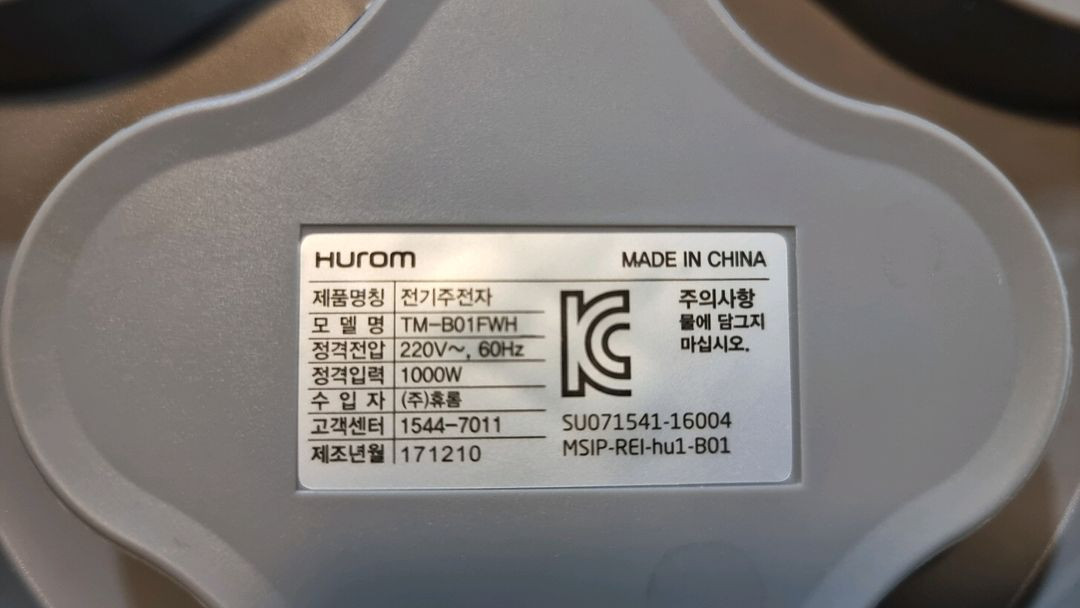 Hurom MADE IN CHINA
제품명칭 전기주전자
모 델 명 TM-B01FWH
정격전압 220V~, 60Hz
정격입력 1000W
수 입 자 (주)휴롬
고객센터 1544-7011
제조년월 171210
주의사항
물에 담그지
마십시오.
SU071541-16004
MSIP-REI-hu1-B01